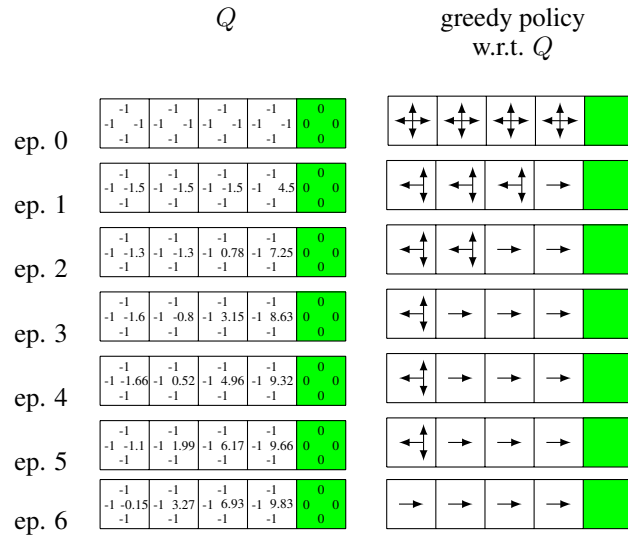 Q greedy policy
w.r.t. Q
-1 -1 -1 -1 0
-1 -1 -1 -1 -1 -1 -1 -1 0 0
ep. 0 -1 -1 -1 -1 0
-1 -1 -1 -1 0
-1 -1.5 -1 -1.5 -1 -1.5 -1 4.5 0 0
ep. 1 -1 -1 -1 -1 0
-1 -1 -1 -1 0
-1 -1.3 -1 -1.3 -1 0.78 -1 7.25 0 0
ep. 2 -1 -1 -1 -1 0
-1 -1 -1 -1 0
-1 -1.6 -1 -0.8 -1 3.15 -1 8.63 0 0
ep. 3 -1 -1 -1 -1 0
-1 -1 -1 -1 0
-1 -1.66 -1 0.52 -1 4.96 -1 9.32 0 0
ep. 4 -1 -1 -1 -1 0
-1 -1 -1 -1 0
-1 -1.1 -1 1.99 -1 6.17 -1 9.66 0 0
ep. 5 -1 -1 -1 -1 0
-1 -1 -1 -1 0
-1 -0.15 -1 3.27 -1 6.93 -1 9.83 0 0
ep. 6 -1 -1 -1 -1 0